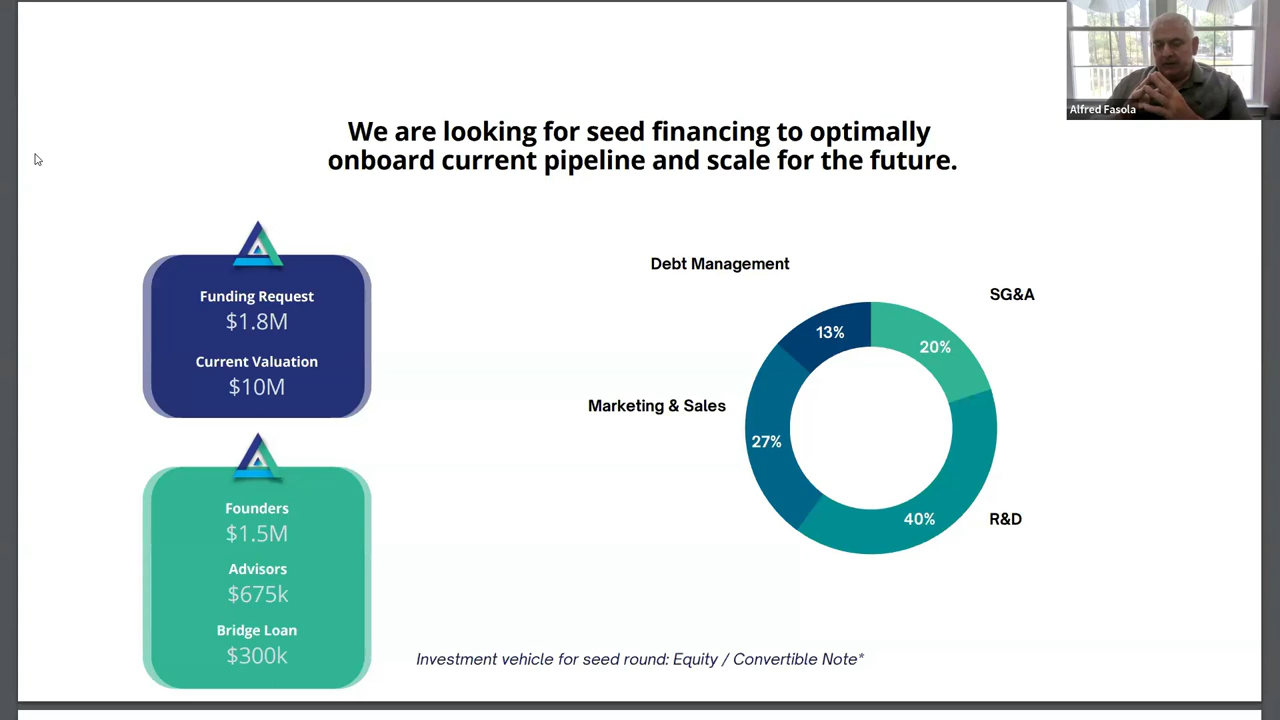 Alfred Fasola
We are looking for seed financing to optimally
onboard current pipeline and scale for the future.
Funding Request
$1.8M
Current Valuation
$10M
Founders
$1.5M
Advisors
$675k
Bridge Loan
$300k
Debt Management
SG&A
13%
20%
Marketing & Sales
27%
40%
R&D
Investment vehicle for seed round: Equity / Convertible Note*